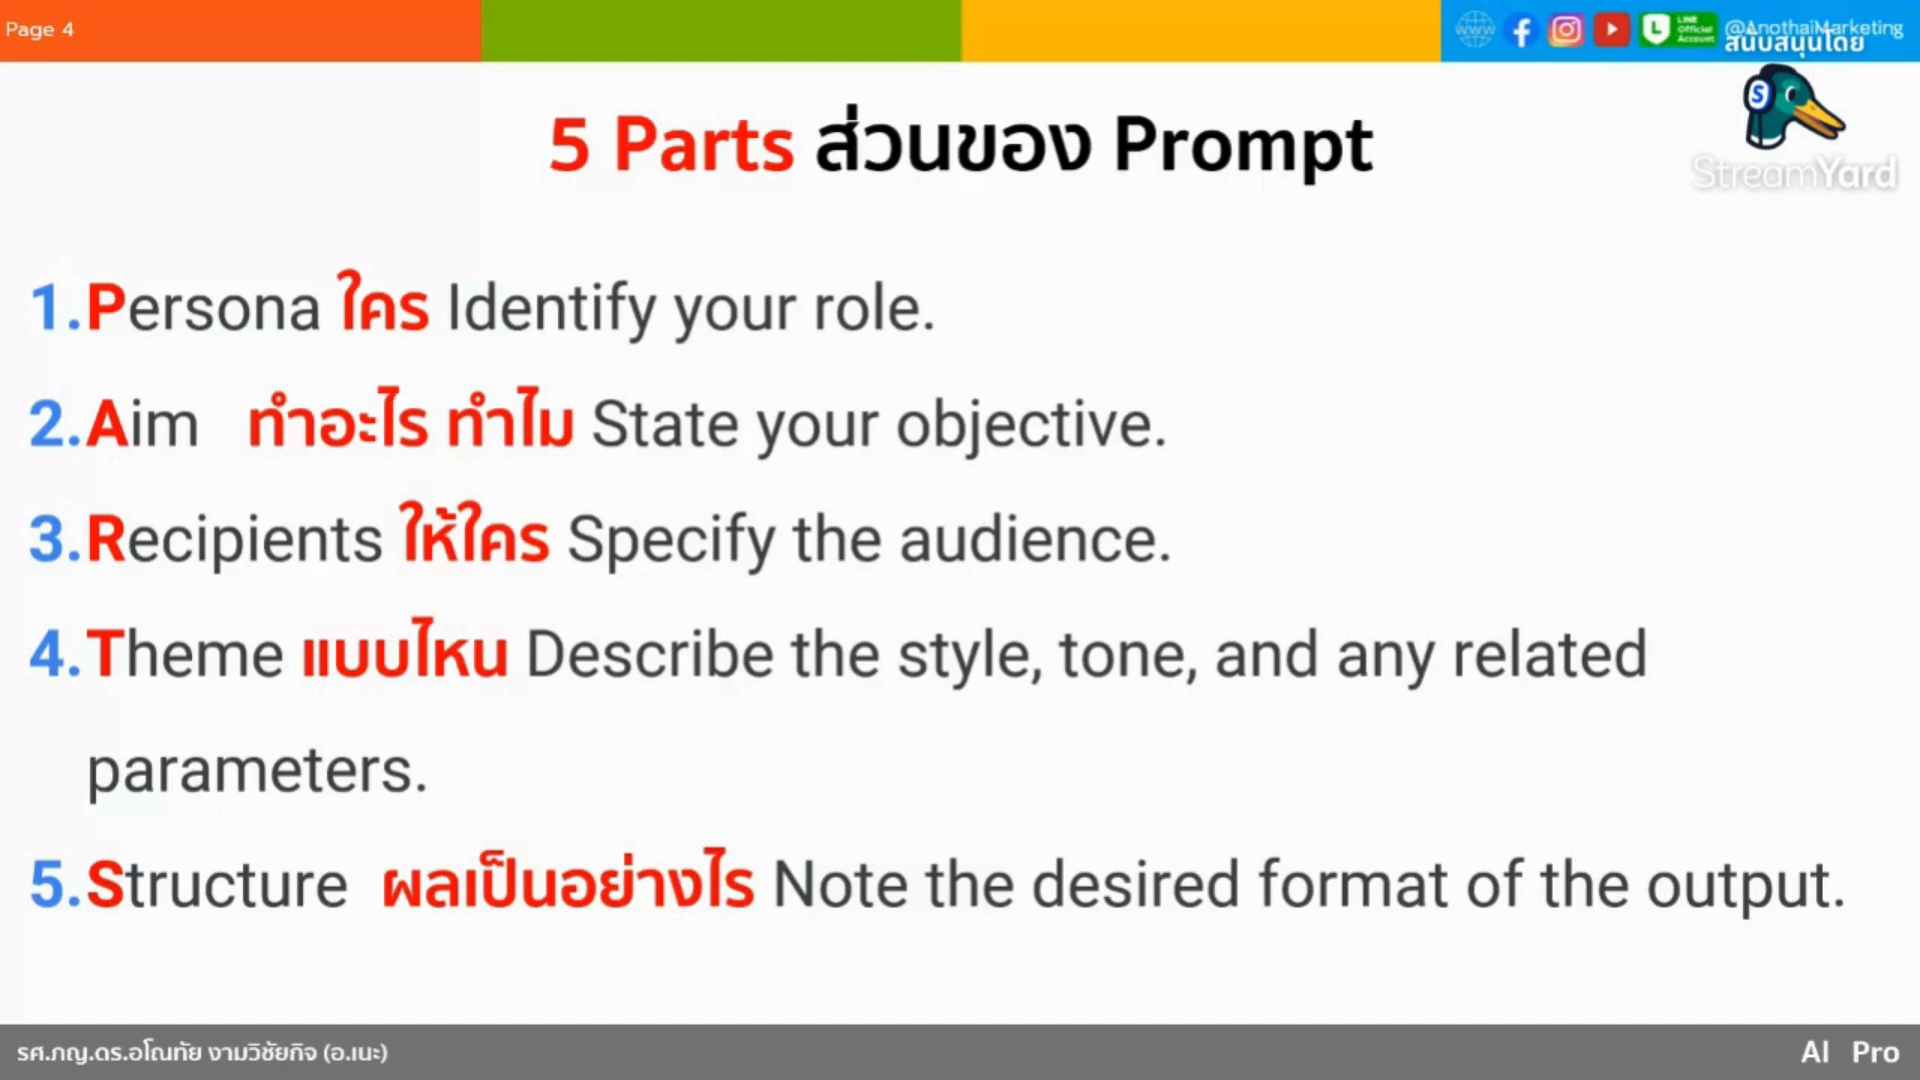 Page 4
www
LINE
Official
Account
@AnothaiMarketing
สนับสนุนโดย
S
StreamYard
5 Parts ส่วนของ Prompt
1.Persona ใคร Identify your role.
2.Aim ทำอะไร ทำไม State your objective.
3.Recipients ให้ใคร Specify the audience.
4.Theme แบบไหน Describe the style, tone, and any related
parameters.
5.Structure ผลเป็นอย่างไร Note the desired format of the output.
รศ.ภญ.ดร.อโณทัย งามวิชัยกิจ (อ.เนะ)
AI Pro